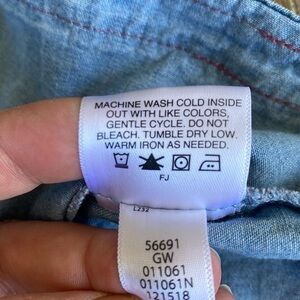 MACHINE WASH COLD INSIDE
OUT WITH LIKE COLORS,
GENTLE CYCLE. DO NOT
BLEACH. TUMBLE DRY LOW.
WARM IRON AS NEEDED.
FJ
L232
56691
GW
011061
011061N
121518